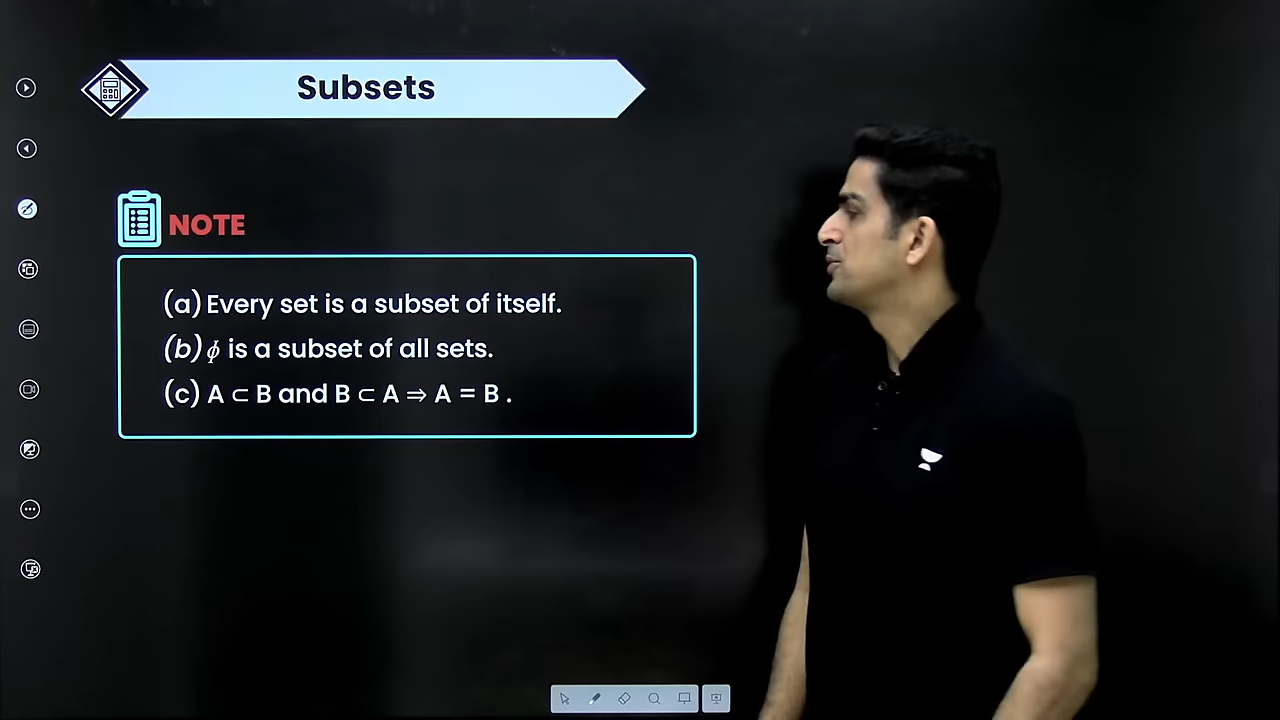 Subsets
NOTE
(a) Every set is a subset of itself.
(b) ϕ is a subset of all sets.
(c) A ⊂ B and B ⊂ A ⇒ A = B .